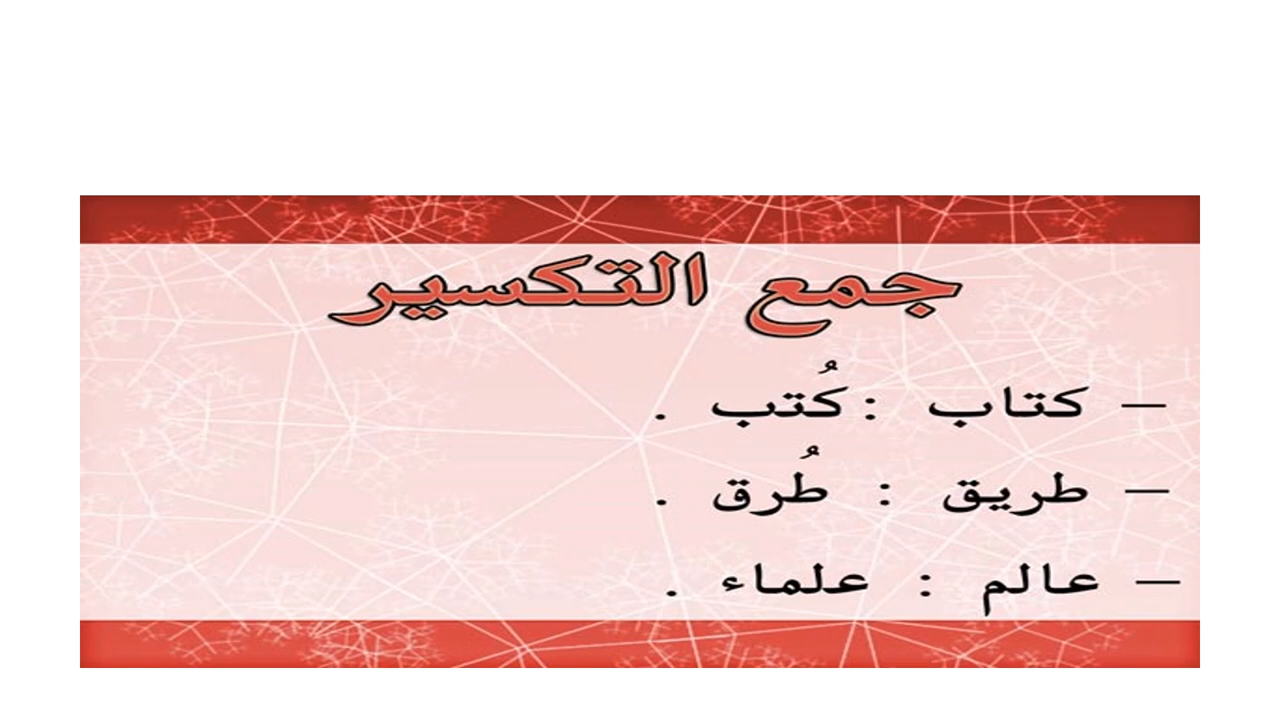 جمع التكسير
– كتاب : كُتب .
– طريق : طُرق .
– عالم : علماء .